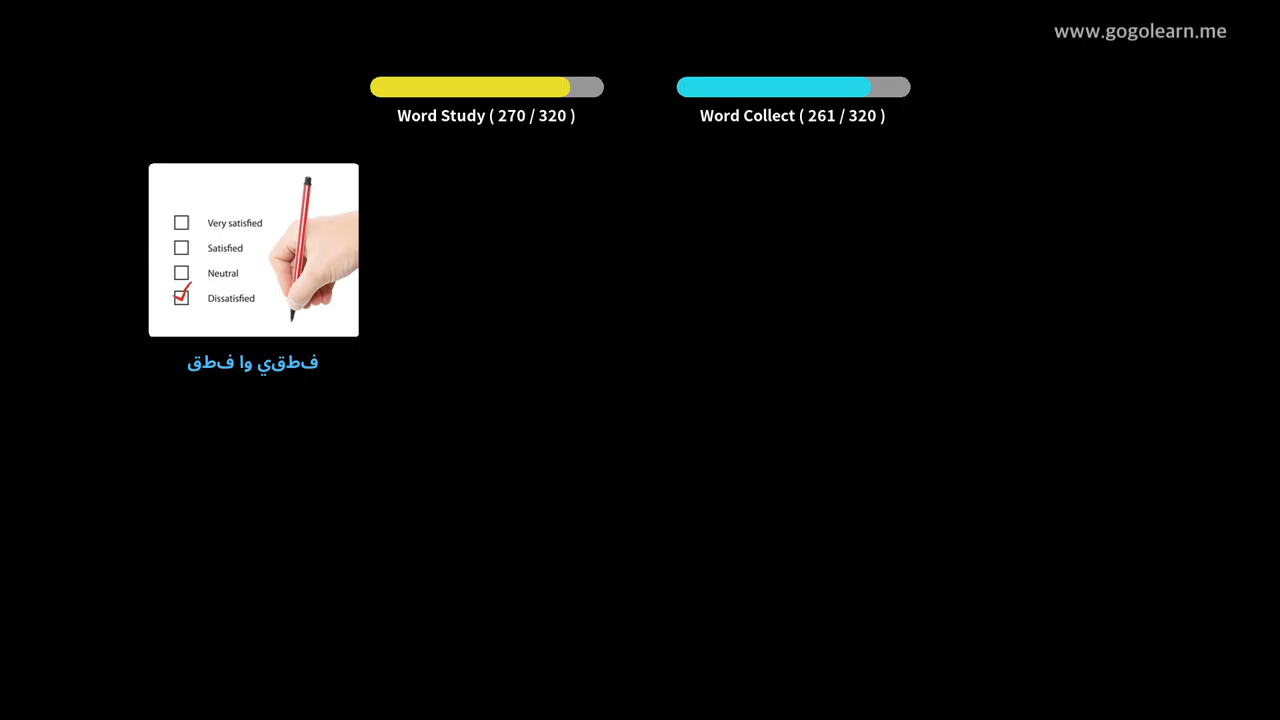 www.gogolearn.me
Word Study ( 270 / 320 )
Word Collect ( 261 / 320 )
Very satisfied
Satisfied
Neutral
Dissatisfied
فطقي وا فطق